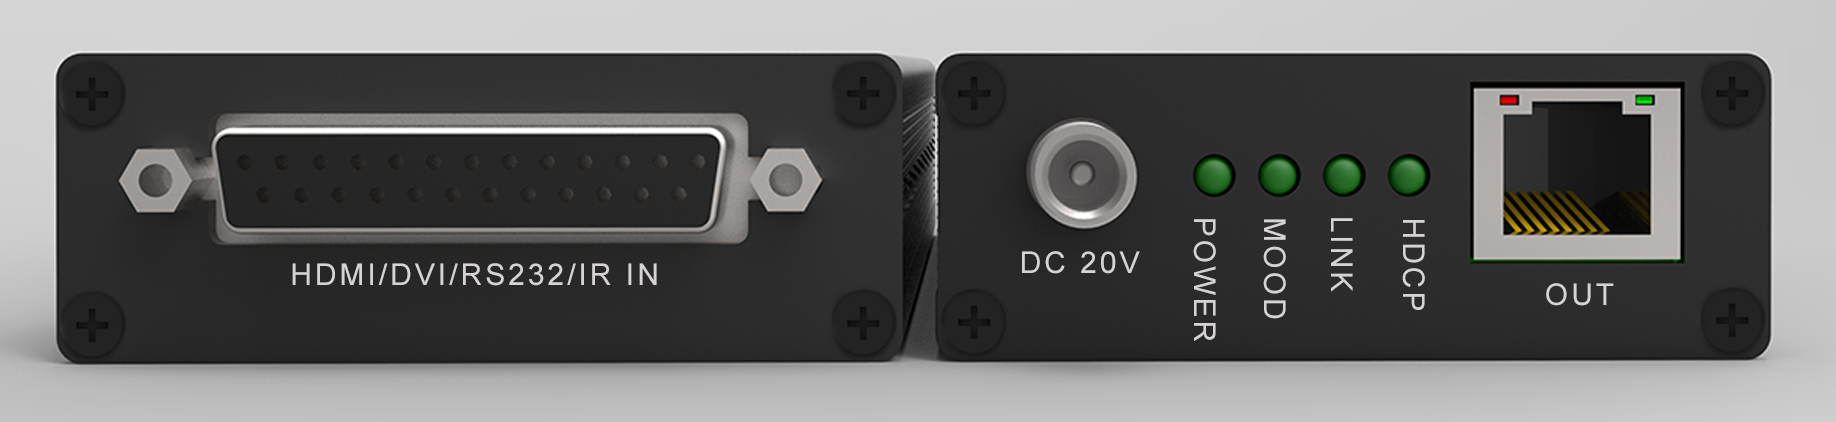 HDMI/DVI/RS232/IR IN
DC 20V
POWER
MOOD
LINK
HDCP
OUT